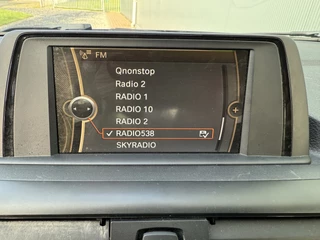 FM
Qnonstop
Radio 2
RADIO 1
RADIO 10
RADIO 2
RADIO538
SKYRADIO